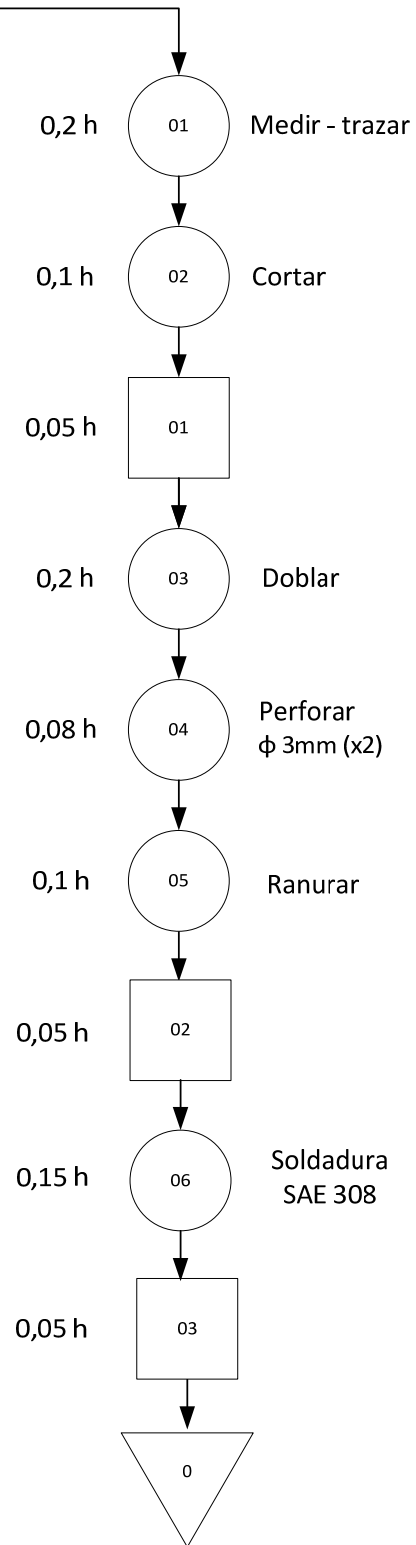 0,2 h 01 Medir - trazar
0,1 h 02 Cortar
0,05 h 01
0,2 h 03 Doblar
0,08 h 04 Perforar
ϕ 3mm (x2)
0,1 h 05 Ranurar
0,05 h 02
0,15 h 06 Soldadura
SAE 308
0,05 h 03
0